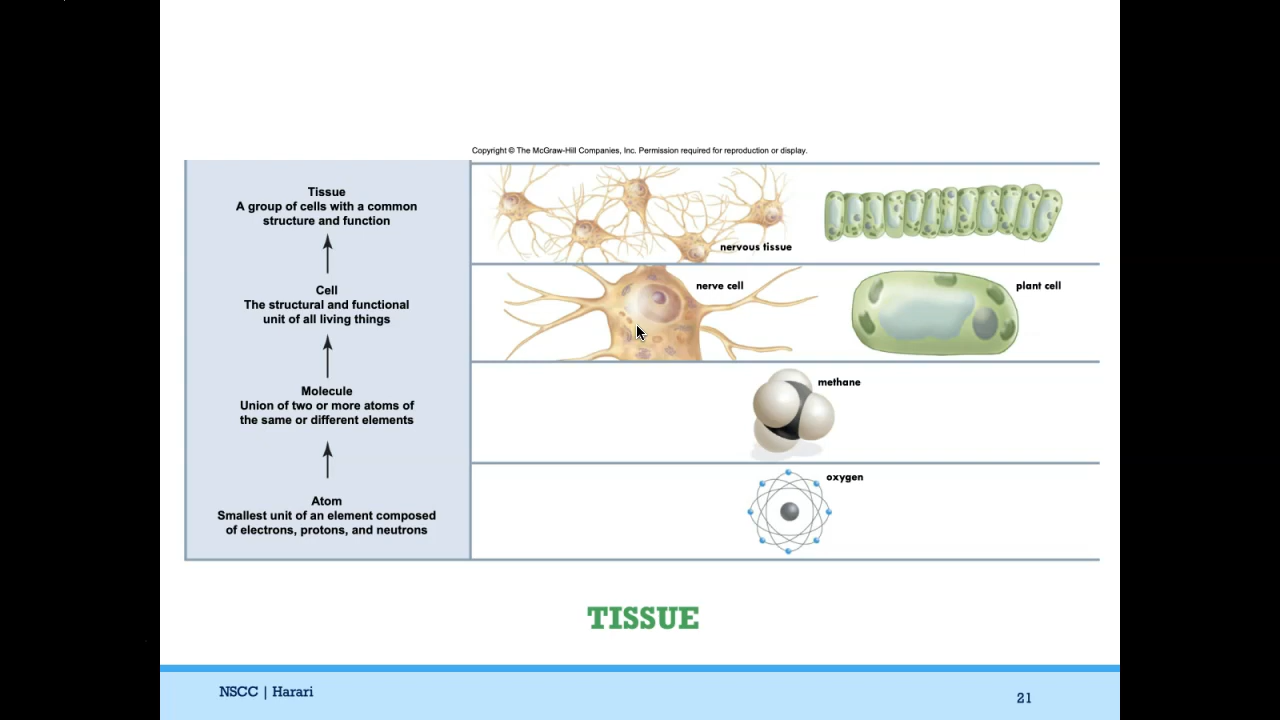 Copyright © The McGraw-Hill Companies, Inc. Permission required for reproduction or display.
Tissue
A group of cells with a common
structure and function
nervous tissue
Cell
The structural and functional
unit of all living things
nerve cell
plant cell
Molecule
Union of two or more atoms of
the same or different elements
methane
Atom
Smallest unit of an element composed
of electrons, protons, and neutrons
oxygen
TISSUE
NSCC | Harari
21